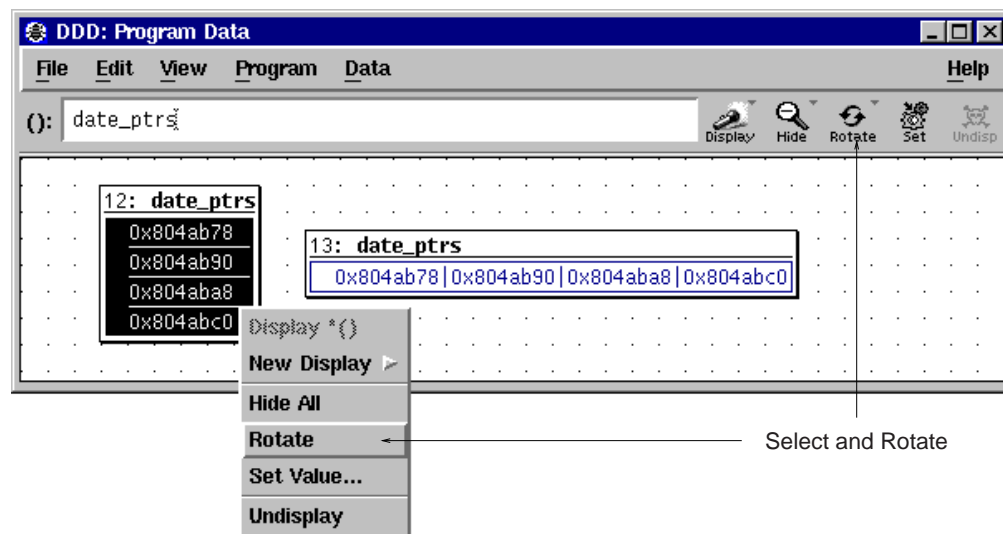 DDD: Program Data
File Edit View Program Data Help
(): date_ptrs
Display Hide Rotate Set Undisp
12: date_ptrs
0x804ab78
0x804ab90
0x804aba8
0x804abc0
13: date_ptrs
0x804ab78|0x804ab90|0x804aba8|0x804abc0
Display *()
New Display
Hide All
Rotate
Set Value...
Undisplay
Select and Rotate